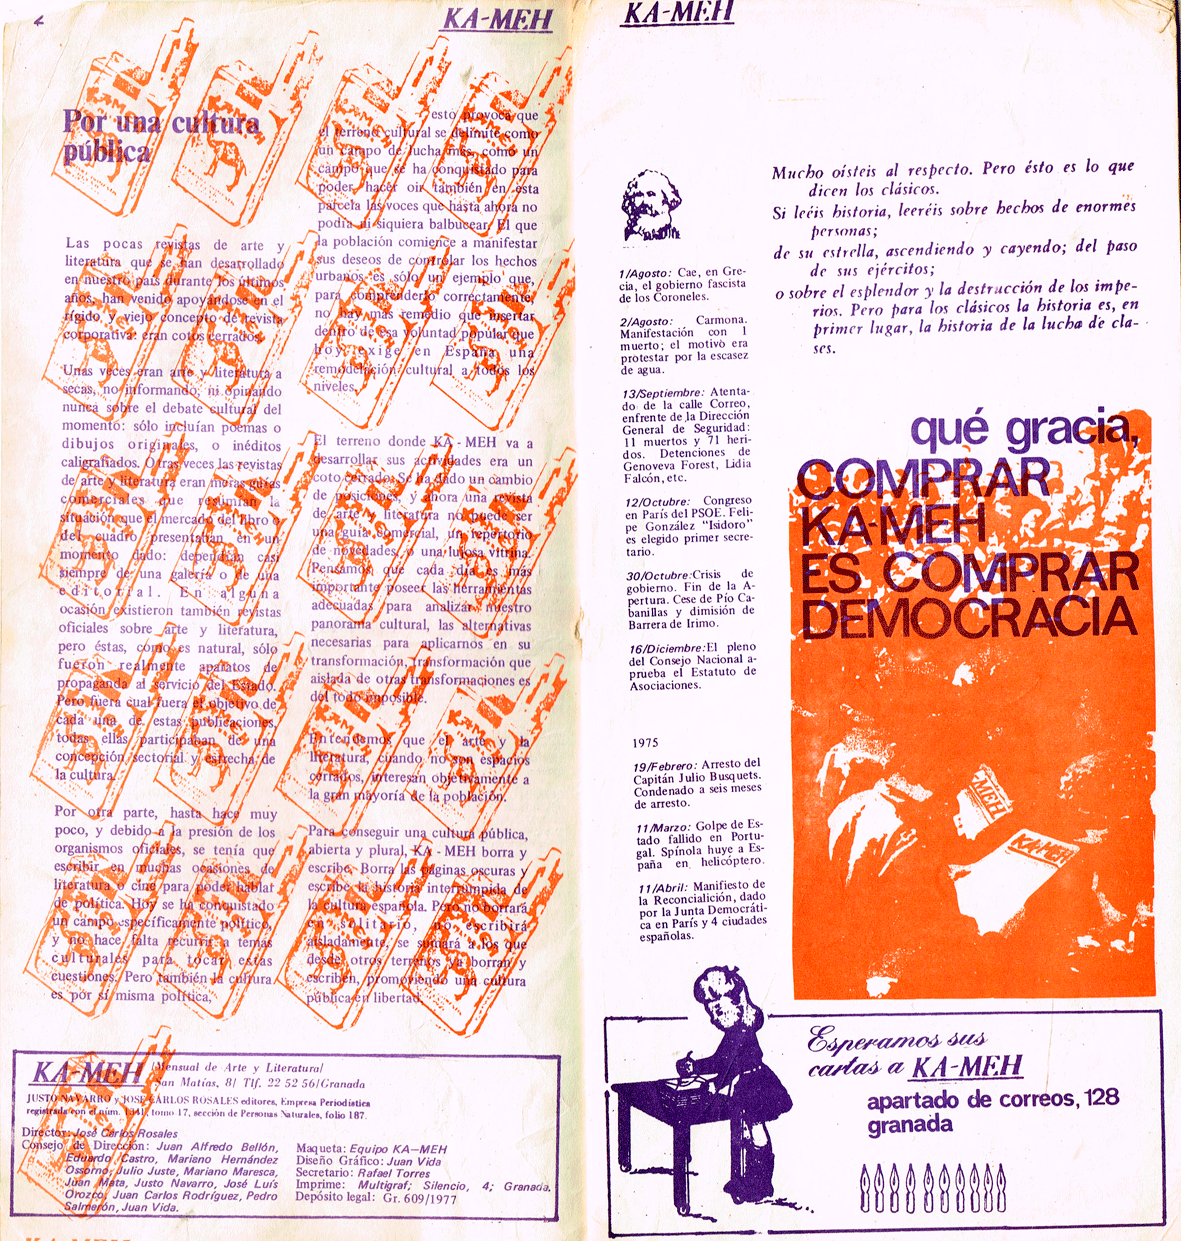 2
KA-MEH
Por una cultura
pública
Las pocas revistas de arte y
literatura que se han desarrollado
en nuestro país durante los últimos
años, han venido apoyándose en el
rígido, y viejo concepto de revista
corporativa: eran cotos cerrados.
Unas veces eran arte y literatura a
secas, no informando, ni opinando
nunca sobre el debate cultural del
momento: sólo incluían poemas o
dibujos originales, o inéditos
caligrafiados. Otras veces las revistas
de arte y literatura eran meras guías
comerciales que resumían la
situación que el mercado del libro o
del cuadro presentaban en un
momento dado: dependían casi
siempre de una galería o de una
editorial. En alguna
ocasión existieron también revistas
oficiales sobre arte y literatura,
pero éstas, cómo es natural, sólo
fueron realmente aparatos de
propaganda al servicio del Estado.
Pero fuera cual fuera el objetivo de
cada una de estas publicaciones,
todas ellas participaban de una
concepción sectorial y estrecha de
la cultura.
Por otra parte, hasta hace muy
poco, y debido a la presión de los
organismos oficiales, se tenía que
escribir en muchas ocasiones de
literatura o cine para poder hablar
de política. Hoy se ha conquistado
un campo específicamente político,
y no hace falta recurrir a temas
culturales para tocar estas
cuestiones. Pero también la cultura
es por sí misma política,
esto provoca que
el terreno cultural se delimite como
un campo de lucha más, como un
campo que se ha conquistado para
poder hacer oir también en esta
parcela las voces que hasta ahora no
podía ni siquiera balbucear. El que
la población comience a manifestar
sus deseos de controlar los hechos
urbanos es sólo un ejemplo que,
para comprenderlo correctamente,
no hay más remedio que insertar
dentro de esa voluntad popular que
hoy exige en España una
remodelación cultural a todos los
niveles.
El terreno donde KA - MEH va a
desarrollar sus actividades era un
coto cerrado. Se ha dado un cambio
de posiciones, y ahora una revista
de arte y literatura no puede ser
una guía comercial, un repertorio
de novedades, o una lujosa vitrina.
Pensamos que cada día es más
importante poseer las herramientas
adecuadas para analizar nuestro
panorama cultural, las alternativas
necesarias para aplicarnos en su
transformación, transformación que
aislada de otras transformaciones es
del todo imposible.
Entendemos que el arte y la
literatura, cuando no son espacios
cerrados, interesan objetivamente a
la gran mayoría de la población.
Para conseguir una cultura pública,
abierta y plural, KA - MEH borra y
escribe. Borra las páginas oscuras y
escribe la historia interrumpida de
la cultura española. Pero no borrará
en solitario, no escribirá
aisladamente, se sumará a los que
desde otros terrenos ya borran y
escriben, promoviendo una cultura
pública en libertad.
KA-MEH
Mensual de Arte y Literatura/
San Matías, 8/ Tlf. 22 52 56/Granada
JUSTO NAVARRO y JOSE CARLOS ROSALES editores, Empresa Periodística
registrada con el núm. 1341, tomo 17, sección de Personas Naturales, folio 187.
Director: José Carlos Rosales
Consejo de Dirección: Juan Alfredo Bellón,
Eduardo Castro, Mariano Hernández
Ossorno, Julio Juste, Mariano Maresca,
Juan Mata, Justo Navarro, José Luís
Orozco, Juan Carlos Rodríguez, Pedro
Salmerón, Juan Vida.
Maqueta: Equipo KA-MEH
Diseño Gráfico: Juan Vida
Secretario: Rafael Torres
Imprime: Multigraf; Silencio, 4; Granada.
Depósito legal: Gr. 609/1977
KA-MEH
1/Agosto: Cae, en Gre-
cia, el gobierno fascista
de los Coroneles.
2/Agosto: Carmona.
Manifestación con 1
muerto; el motivo era
protestar por la escasez
de agua.
13/Septiembre: Atenta-
do de la calle Correo,
enfrente de la Dirección
General de Seguridad:
11 muertos y 71 heri-
dos. Detenciones de
Genoveva Forest, Lidia
Falcón, etc.
12/Octubre: Congreso
en París del PSOE. Feli-
pe González "Isidoro"
es elegido primer secre-
tario.
30/Octubre:Crisis de
gobierno. Fin de la A-
pertura. Cese de Pío Ca-
banillas y dimisión de
Barrera de Irimo.
16/Diciembre:El pleno
del Consejo Nacional a-
prueba el Estatuto de
Asociaciones.
1975
19/Febrero: Arresto del
Capitán Julio Busquets.
Condenado a seis meses
de arresto.
11/Marzo: Golpe de Es-
tado fallido en Portu-
gal. Spínola huye a Es-
paña en helicóptero.
11/Abril: Manifiesto de
la Reconcialición, dado
por la Junta Democráti-
ca en París y 4 ciudades
españolas.
Mucho oísteis al respecto. Pero ésto es lo que
dicen los clásicos.
Si leéis historia, leeréis sobre hechos de enormes
personas;
de su estrella, ascendiendo y cayendo; del paso
de sus ejércitos;
o sobre el esplendor y la destrucción de los impe-
rios. Pero para los clásicos la historia es, en
primer lugar, la historia de la lucha de cla-
ses.
qué gracia,
COMPRAR
KA-MEH
ES COMPRAR
DEMOCRACIA
MEH
KA-MEH
Esperamos sus
cartas a KA-MEH
apartado de correos, 128
granada